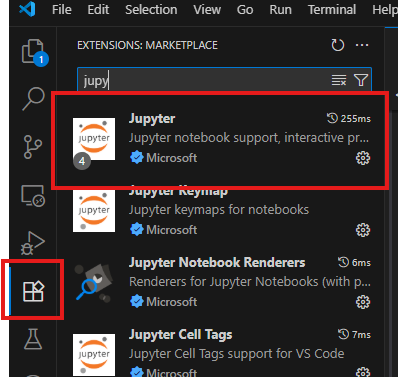 File Edit Selection View Go Run Terminal Help
EXTENSIONS: MARKETPLACE
1
jupy
Jupyter 255ms
Jupyter notebook support, interactive pr...
Microsoft
jupyter
4
Jupyter Keymap
Jupyter keymaps for notebooks
Microsoft
jupyter
Jupyter Notebook Renderers 6ms
Renderers for Jupyter Notebooks (with p...
Microsoft
Jupyter Cell Tags 7ms
Jupyter Cell Tags support for VS Code
Microsoft
jupyter